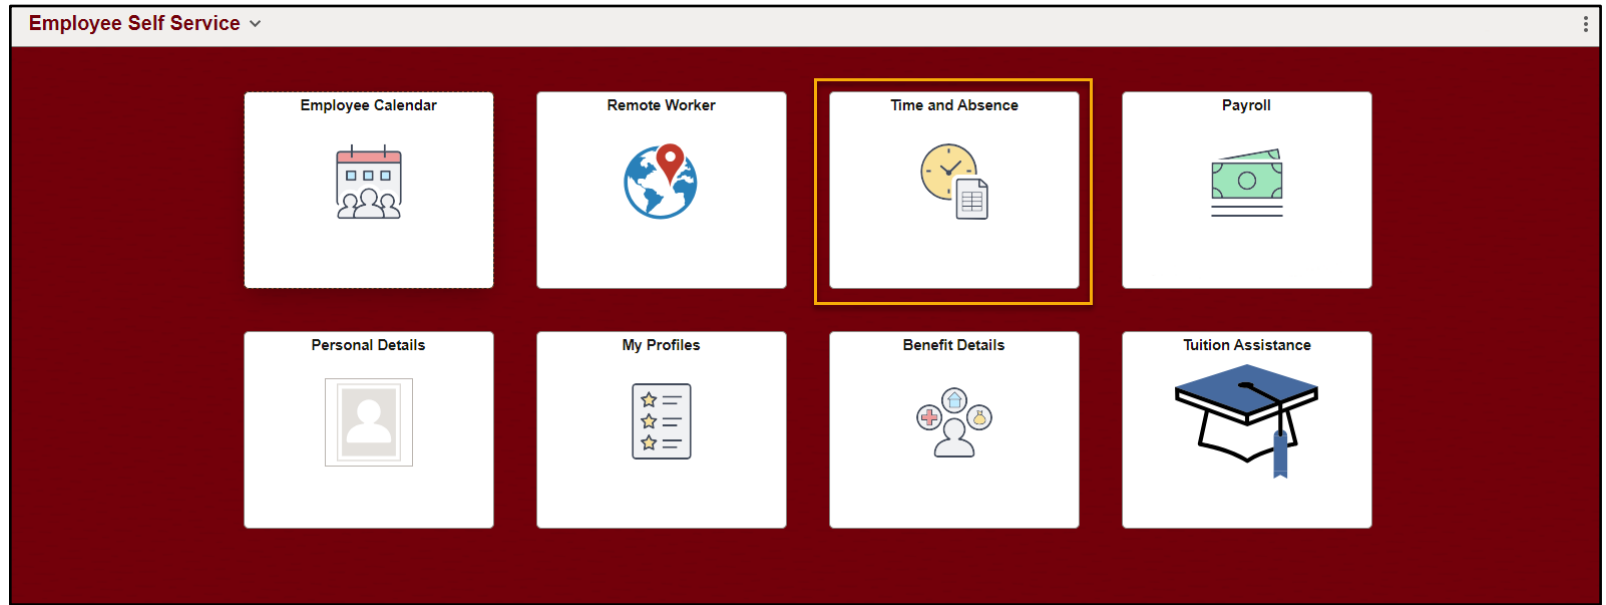 Employee Self Service
Employee Calendar
Remote Worker
Time and Absence
Payroll
Personal Details
My Profiles
Benefit Details
Tuition Assistance